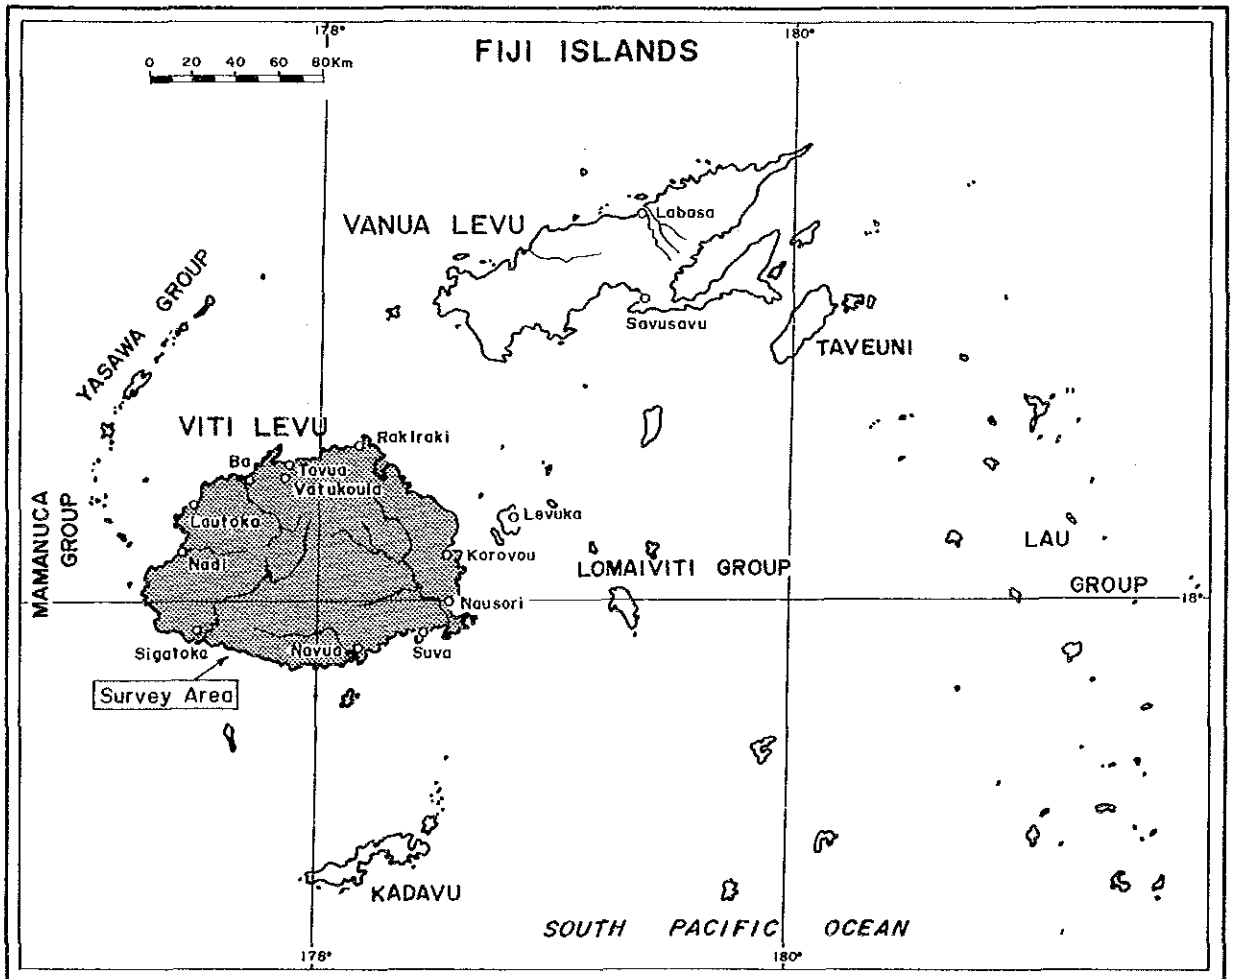 178°
180°
FIJI ISLANDS
0 20 40 60 80Km
VANUA LEVU
Labasa
Savusavu
TAVEUNI
YASAWA GROUP
VITI LEVU
Rakiraki
Ba
Tavua
Vatukoula
Lautoka
Levuka
MAMANUCA
GROUP
Nadi
Korovou
LOMAIVITI GROUP
LAU
GROUP
Nausori
18°
Sigatoka
Navua
Suva
Survey Area
KADAVU
SOUTH PACIFIC OCEAN
178°
180°